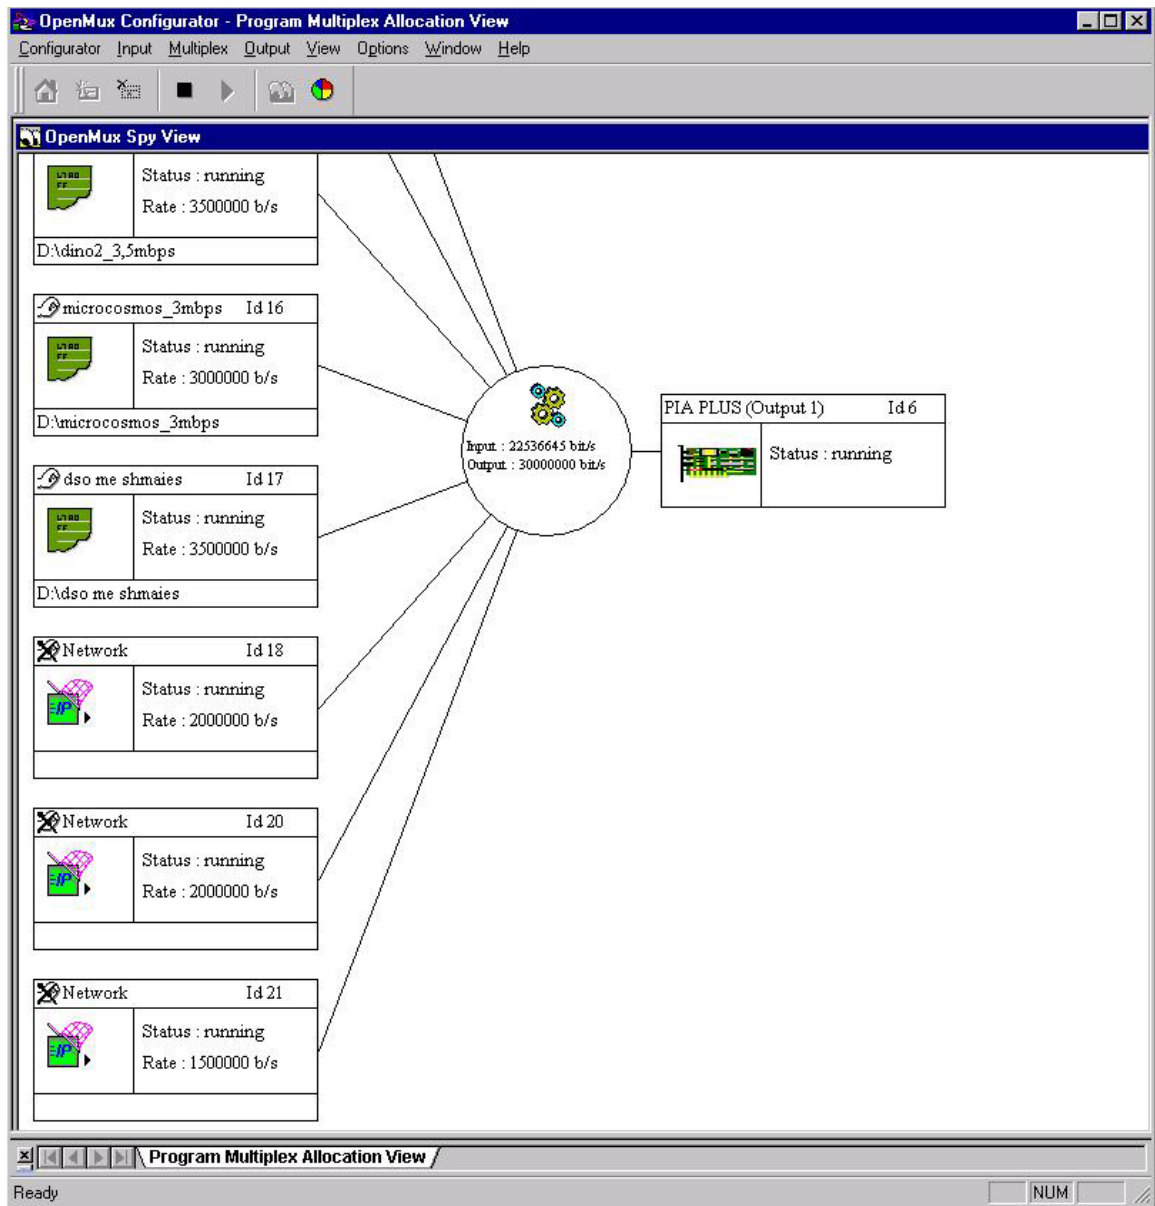 OpenMux Configurator - Program Multiplex Allocation View
Configurator Input Multiplex Output View Options Window Help
OpenMux Spy View
Status : running
Rate : 3500000 b/s
D:\dino2_3,5mbps
microcosmos_3mbps Id 16
Status : running
Rate : 3000000 b/s
D:\microcosmos_3mbps
dso me shmaies Id 17
Status : running
Rate : 3500000 b/s
D:\dso me shmaies
Network Id 18
Status : running
Rate : 2000000 b/s
Network Id 20
Status : running
Rate : 2000000 b/s
Network Id 21
Status : running
Rate : 1500000 b/s
Input : 22536645 bit/s
Output : 30000000 bit/s
PIA PLUS (Output 1) Id 6
Status : running
Program Multiplex Allocation View
Ready NUM